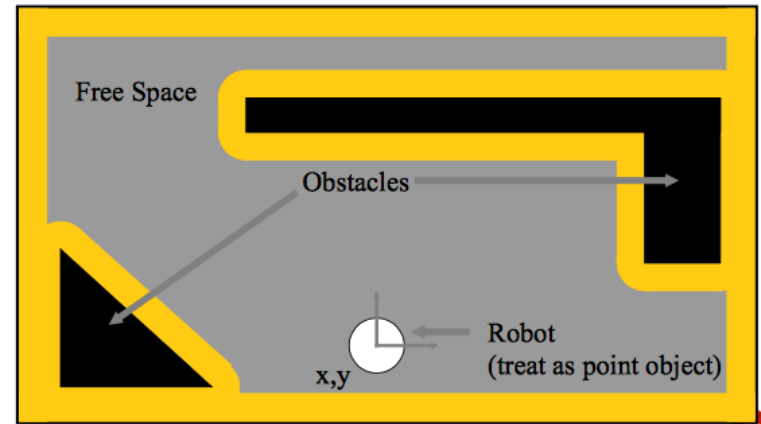 Free Space
Obstacles
Robot
(treat as point object)
x,y